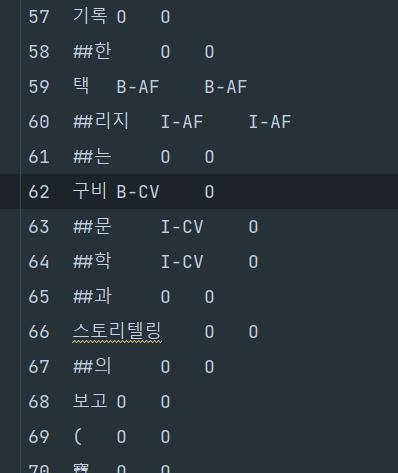 57 기록 O O
58 ##한 O O
59 택 B-AF B-AF
60 ##리지 I-AF I-AF
61 ##는 O O
62 구비 B-CV O
63 ##문 I-CV O
64 ##학 I-CV O
65 ##과 O O
66 스토리텔링 O O
67 ##의 O O
68 보고 O O
69 ( O O
70 寶 O O